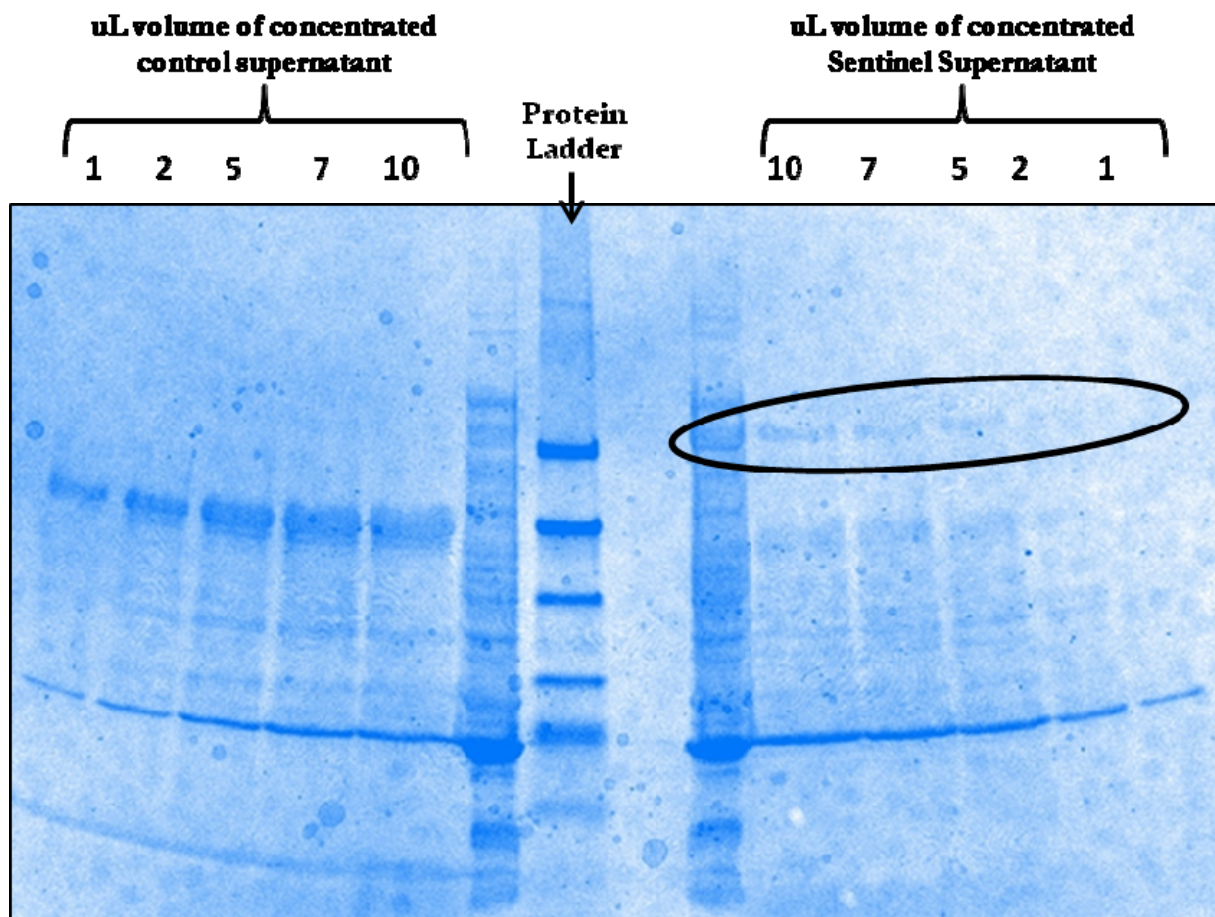 uL volume of concentrated
control supernatant
1 2 5 7 10
Protein
Ladder
uL volume of concentrated
Sentinel Supernatant
10 7 5 2 1